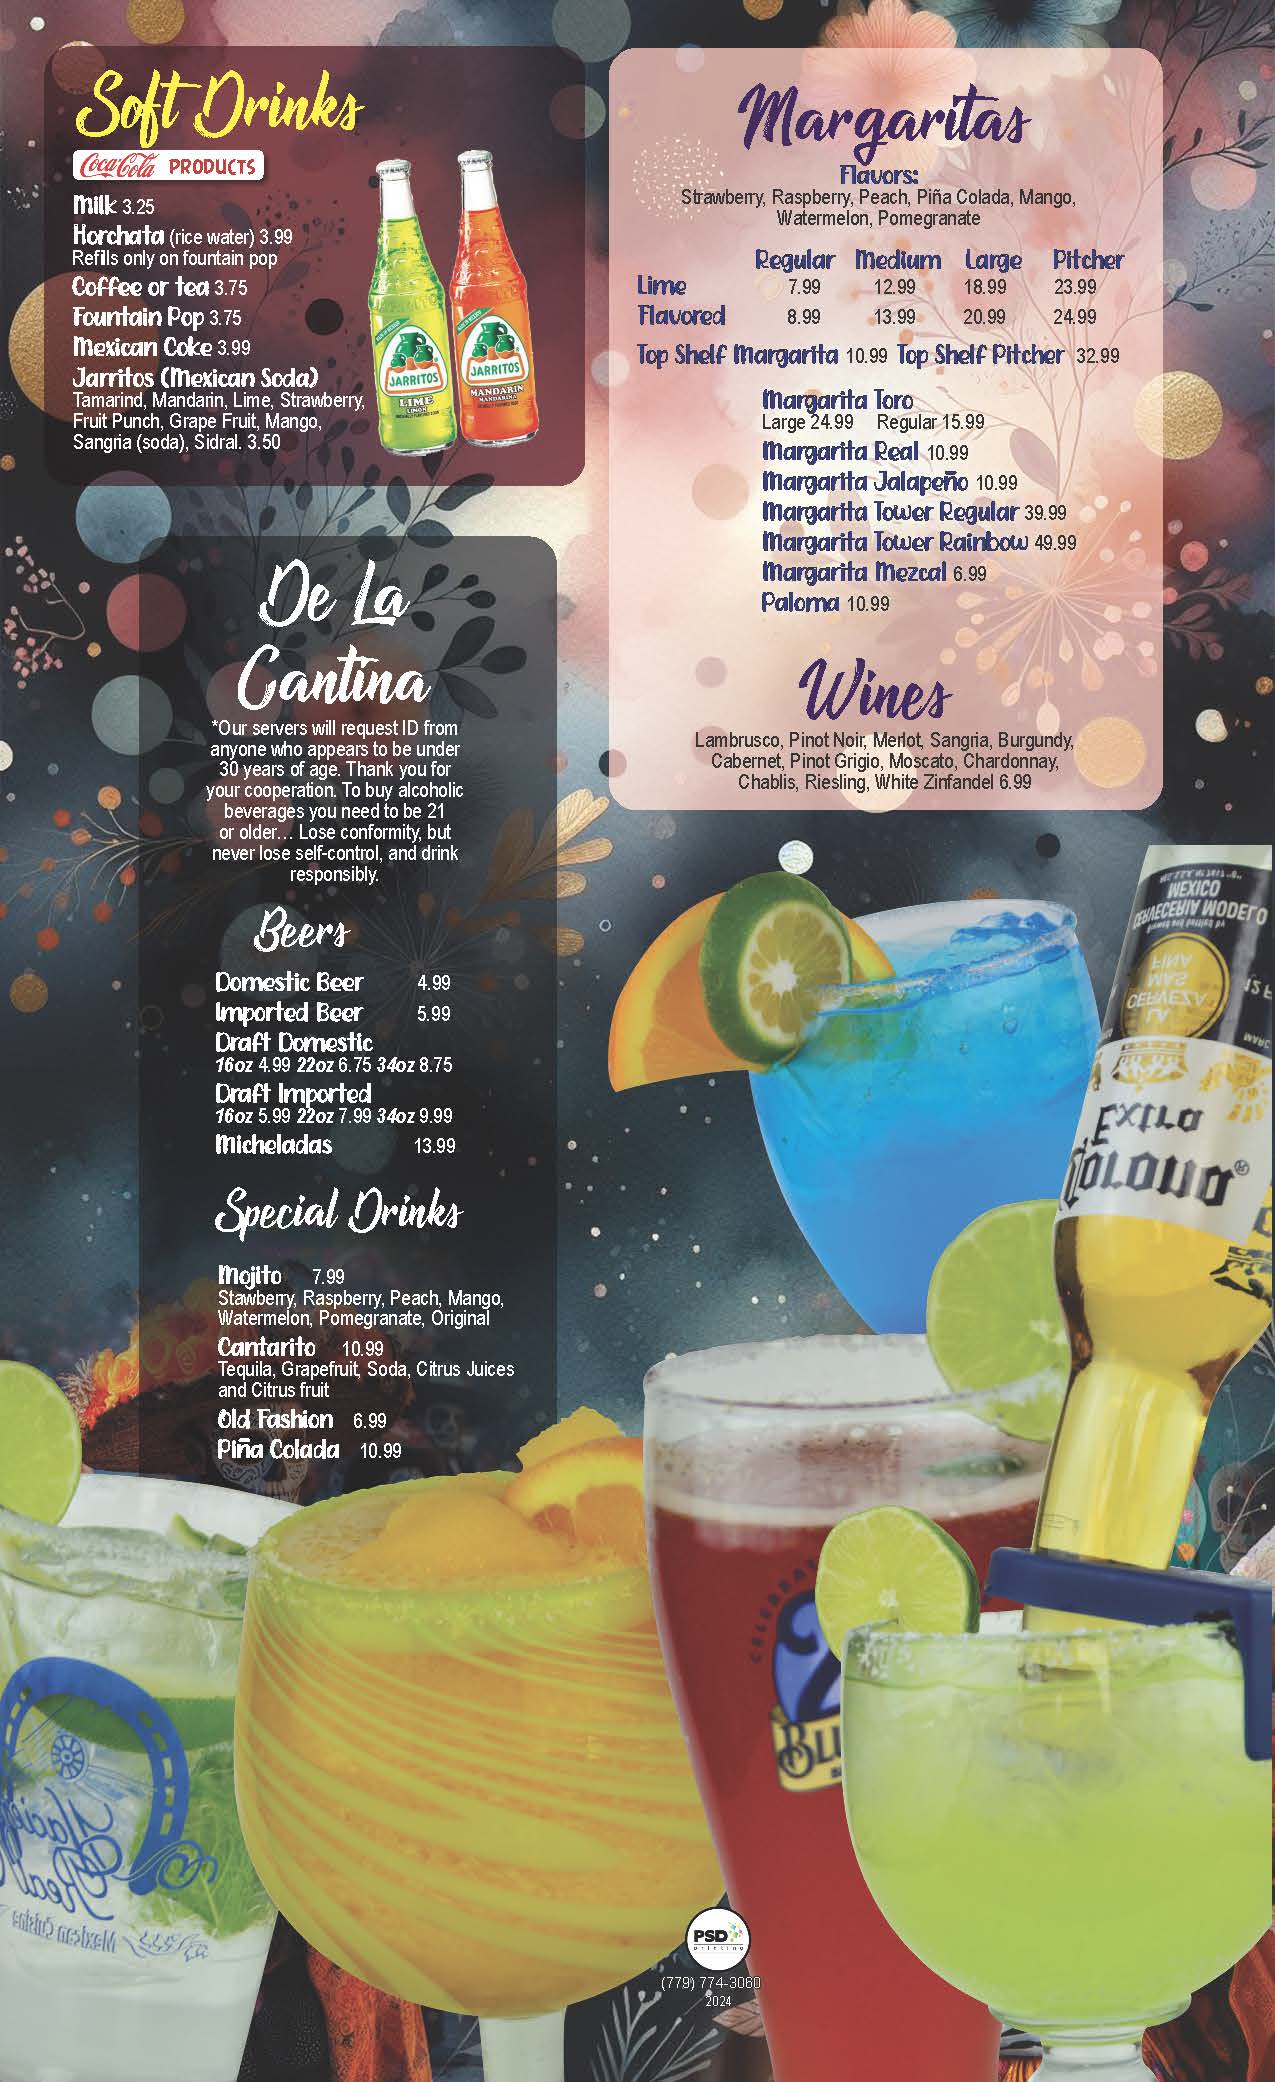 Soft Drinks
Coca-Cola PRODUCTS
Milk 3.25
Horchata (rice water) 3.99
Refills only on fountain pop
Coffee or tea 3.75
Fountain Pop 3.75
Mexican Coke 3.99
Jarritos (Mexican Soda)
Tamarind, Mandarin, Lime, Strawberry,
Fruit Punch, Grape Fruit, Mango,
Sangria (soda), Sidral. 3.50
JARRITOS
LIME
LIMON
JARRITOS
MANDARIN
MANDARINA
Margaritas
Flavors:
Strawberry, Raspberry, Peach, Piña Colada, Mango,
Watermelon, Pomegranate
Regular Medium Large Pitcher
Lime 7.99 12.99 18.99 23.99
Flavored 8.99 13.99 20.99 24.99
Top Shelf Margarita 10.99 Top Shelf Pitcher 32.99
Margarita Toro
Large 24.99 Regular 15.99
Margarita Real 10.99
Margarita Jalapeño 10.99
Margarita Tower Regular 39.99
Margarita Tower Rainbow 49.99
Margarita Mezcal 6.99
Paloma 10.99
Wines
Lambrusco, Pinot Noir, Merlot, Sangria, Burgundy,
Cabernet, Pinot Grigio, Moscato, Chardonnay,
Chablis, Riesling, White Zinfandel 6.99
De La
Cantina
*Our servers will request ID from
anyone who appears to be under
30 years of age. Thank you for
your cooperation. To buy alcoholic
beverages you need to be 21
or older… Lose conformity, but
never lose self-control, and drink
responsibly.
Beers
Domestic Beer 4.99
Imported Beer 5.99
Draft Domestic
16oz 4.99 22oz 6.75 34oz 8.75
Draft Imported
16oz 5.99 22oz 7.99 34oz 9.99
Micheladas 13.99
Special Drinks
Mojito 7.99
Stawberry, Raspberry, Peach, Mango,
Watermelon, Pomegranate, Original
Cantarito 10.99
Tequila, Grapefruit, Soda, Citrus Juices
and Citrus fruit
Old Fashion 6.99
Piña Colada 10.99
CERVECERIA MODELO
MEXICO
LA
CERVEZA
MAS
FINA
Corona
Extra
Real
Mexican Cuisine
PSD
printing
(779) 774-3060
2024